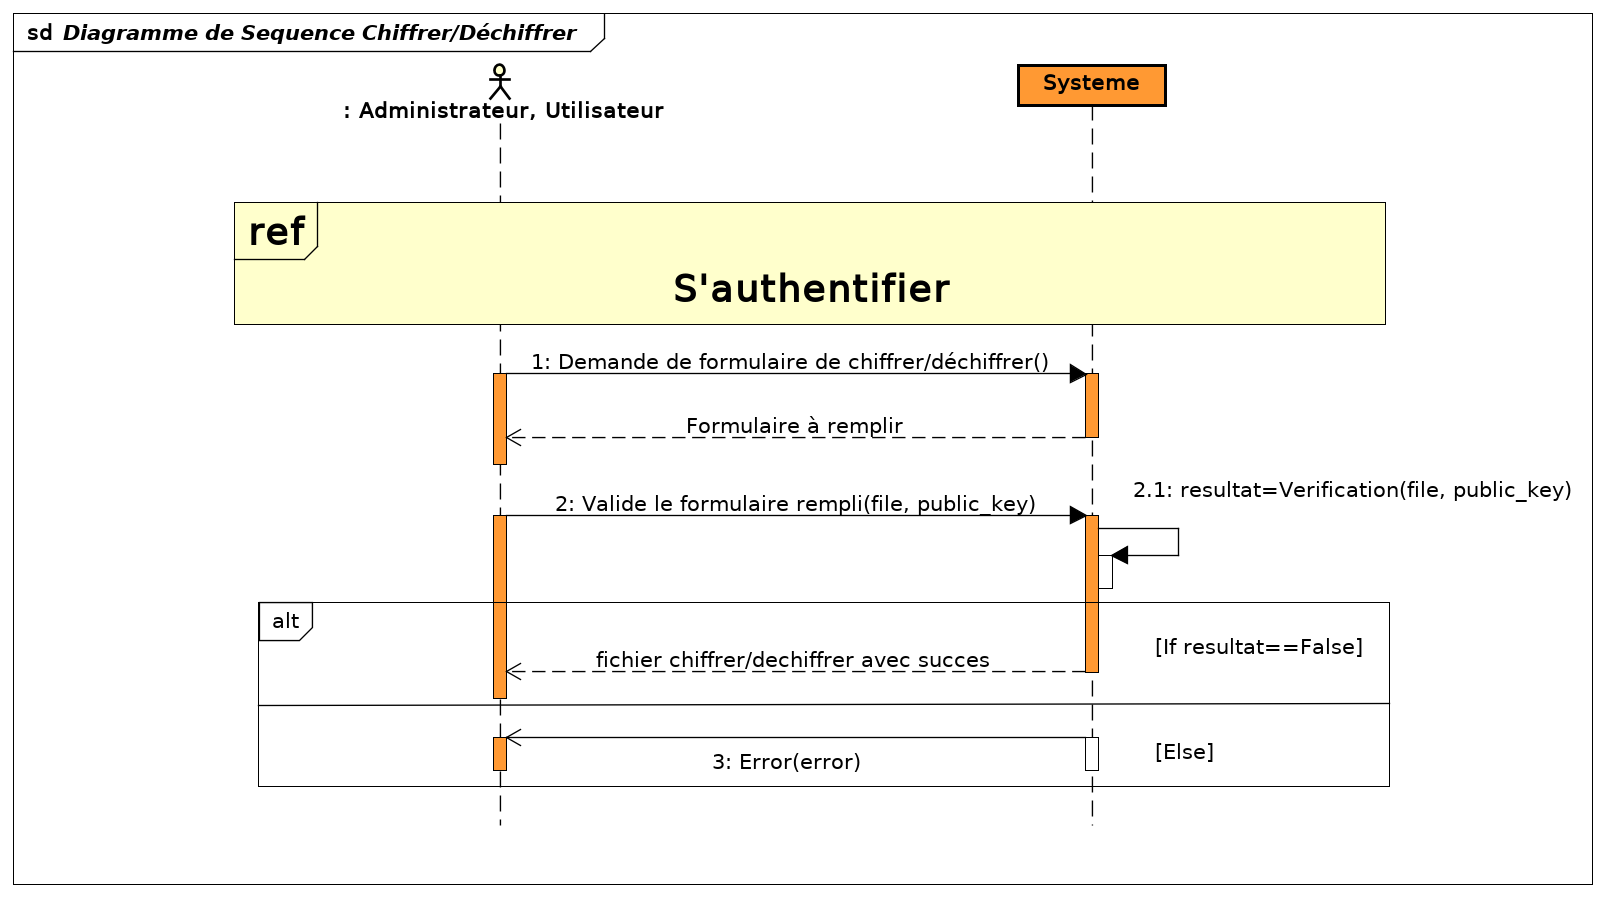 sd Diagramme de Sequence Chiffrer/Déchiffrer
: Administrateur, Utilisateur
Systeme
ref
S'authentifier
1: Demande de formulaire de chiffrer/déchiffrer()
Formulaire à remplir
2.1: resultat=Verification(file, public_key)
2: Valide le formulaire rempli(file, public_key)
alt
[If resultat==False]
fichier chiffrer/dechiffrer avec succes
[Else]
3: Error(error)